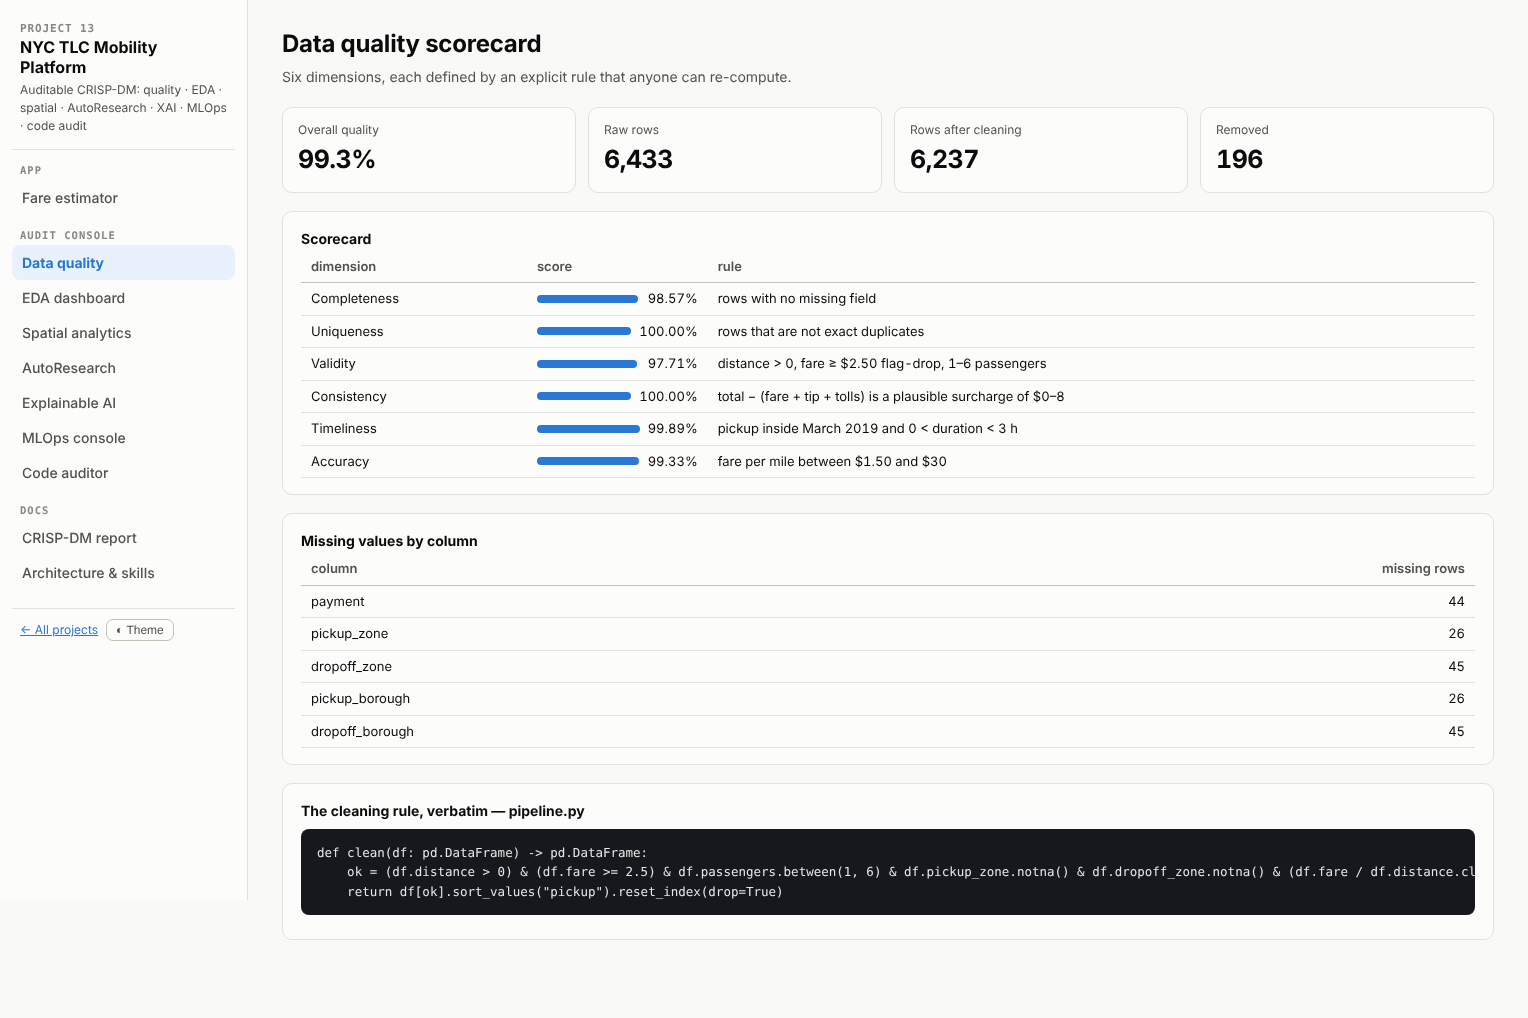 PROJECT 13
NYC TLC Mobility
Platform
Auditable CRISP-DM: quality · EDA ·
spatial · AutoResearch · XAI · MLOps
· code audit
APP
Fare estimator
AUDIT CONSOLE
Data quality
EDA dashboard
Spatial analytics
AutoResearch
Explainable AI
MLOps console
Code auditor
DOCS
CRISP-DM report
Architecture & skills
← All projects
Theme
Data quality scorecard
Six dimensions, each defined by an explicit rule that anyone can re-compute.
Overall quality
99.3%
Raw rows
6,433
Rows after cleaning
6,237
Removed
196
Scorecard
dimension score rule
Completeness 98.57% rows with no missing field
Uniqueness 100.00% rows that are not exact duplicates
Validity 97.71% distance > 0, fare ≥ $2.50 flag-drop, 1–6 passengers
Consistency 100.00% total − (fare + tip + tolls) is a plausible surcharge of $0–8
Timeliness 99.89% pickup inside March 2019 and 0 < duration < 3 h
Accuracy 99.33% fare per mile between $1.50 and $30
Missing values by column
column missing rows
payment 44
pickup_zone 26
dropoff_zone 45
pickup_borough 26
dropoff_borough 45
The cleaning rule, verbatim — pipeline.py
def clean(df: pd.DataFrame) -> pd.DataFrame:
    ok = (df.distance > 0) & (df.fare >= 2.5) & df.passengers.between(1, 6) & df.pickup_zone.notna() & df.dropoff_zone.notna() & (df.fare / df.distance.cl
    return df[ok].sort_values("pickup").reset_index(drop=True)